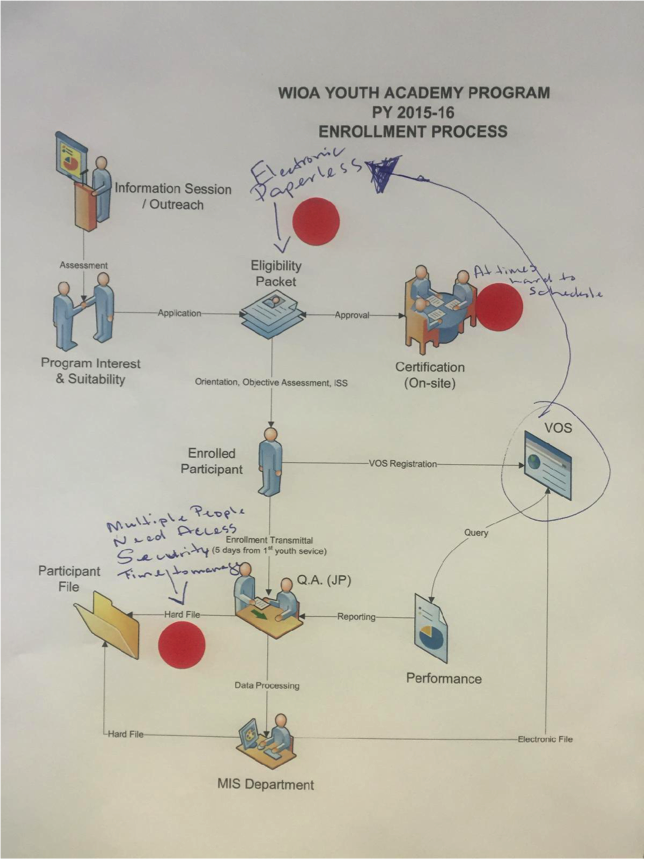 WIOA YOUTH ACADEMY PROGRAM
PY 2015-16
ENROLLMENT PROCESS
Electronic
Paperless
Information Session
/ Outreach
Assessment
Eligibility
Packet
At times
hard to
schedule
Application
Approval
Program Interest
& Suitability
Certification
(On-site)
Orientation, Objective Assessment, ISS
VOS
Enrolled
Participant
VOS Registration
Multiple People
Need Access
Security
Time to manage
Query
Enrollment Transmittal
(5 days from 1st youth sevice)
Participant
File
Q.A. (JP)
Hard File
Reporting
Performance
Data Processing
Hard File
Electronic File
MIS Department